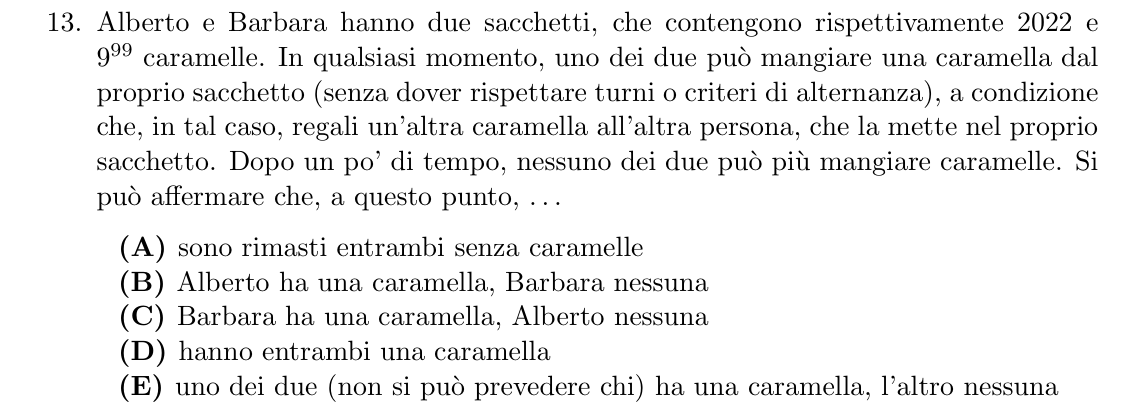 13. Alberto e Barbara hanno due sacchetti, che contengono rispettivamente 2022 e
9⁹⁹ caramelle. In qualsiasi momento, uno dei due può mangiare una caramella dal
proprio sacchetto (senza dover rispettare turni o criteri di alternanza), a condizione
che, in tal caso, regali un'altra caramella all'altra persona, che la mette nel proprio
sacchetto. Dopo un po' di tempo, nessuno dei due può più mangiare caramelle. Si
può affermare che, a questo punto, ...
(A) sono rimasti entrambi senza caramelle
(B) Alberto ha una caramella, Barbara nessuna
(C) Barbara ha una caramella, Alberto nessuna
(D) hanno entrambi una caramella
(E) uno dei due (non si può prevedere chi) ha una caramella, l'altro nessuna